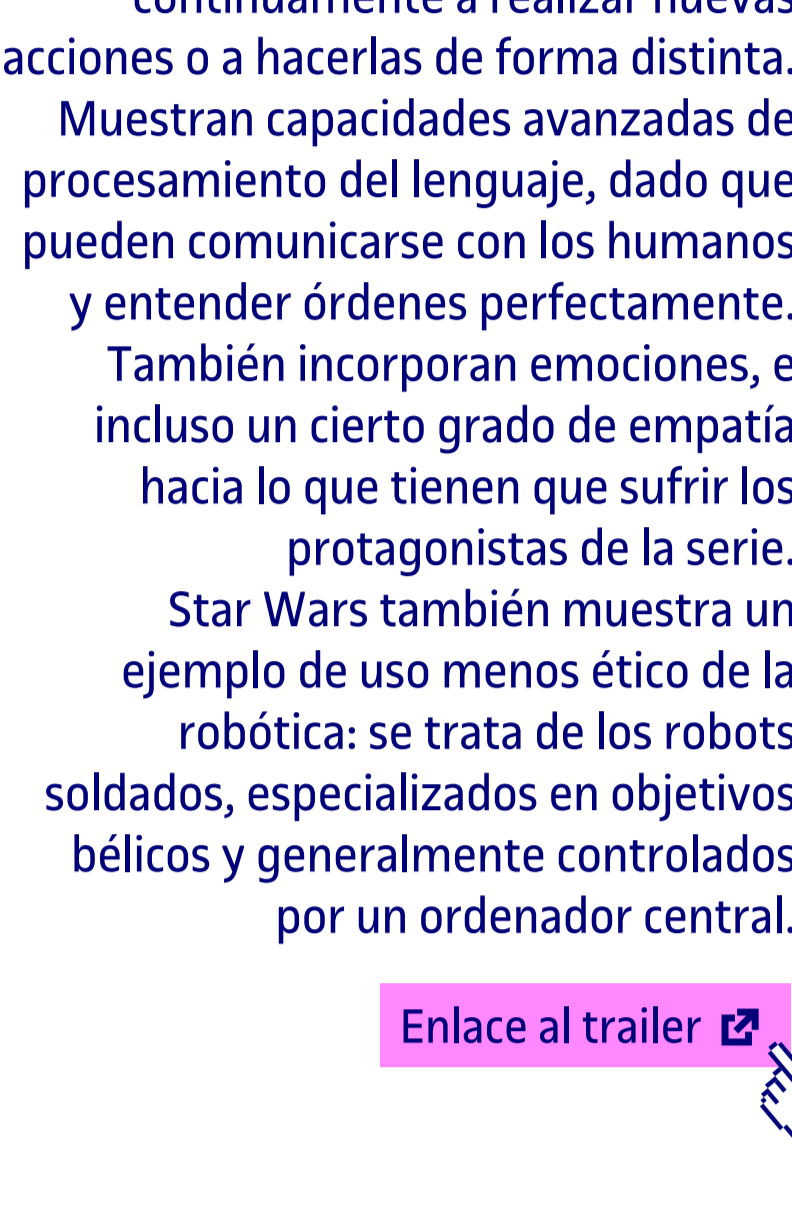 continuamente a realizar nuevas
acciones o a hacerlas de forma distinta.
Muestran capacidades avanzadas de
procesamiento del lenguaje, dado que
pueden comunicarse con los humanos
y entender órdenes perfectamente.
También incorporan emociones, e
incluso un cierto grado de empatía
hacia lo que tienen que sufrir los
protagonistas de la serie.
Star Wars también muestra un
ejemplo de uso menos ético de la
robótica: se trata de los robots
soldados, especializados en objetivos
bélicos y generalmente controlados
por un ordenador central.
Enlace al trailer